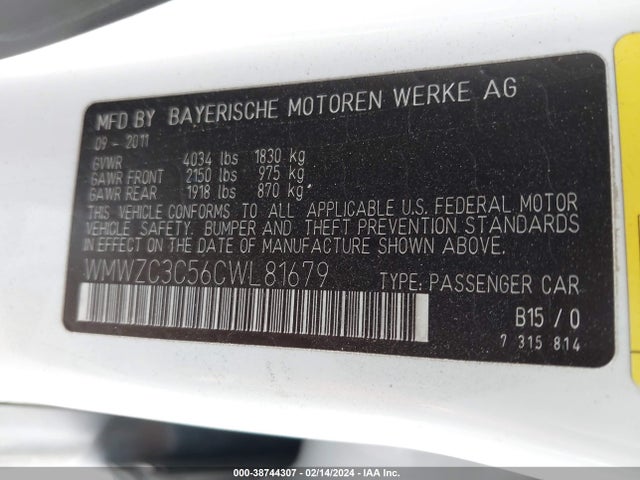 MFD BY BAYERISCHE MOTOREN WERKE AG
09 - 2011
GVWR 4034 lbs 1830 kg
GAWR FRONT 2150 lbs 975 kg
GAWR REAR 1918 lbs 870 kg*
THIS VEHICLE CONFORMS TO ALL APPLICABLE U.S. FEDERAL MOTOR
VEHICLE SAFETY, BUMPER AND THEFT PREVENTION STANDARDS IN
EFFECT ON THE DATE OF MANUFACTURE SHOWN ABOVE.
WMWZC3C56CWL81679 TYPE: PASSENGER CAR
B15 / 0
7 315 814
000-38744307 - 02/14/2024 - IAA Inc.